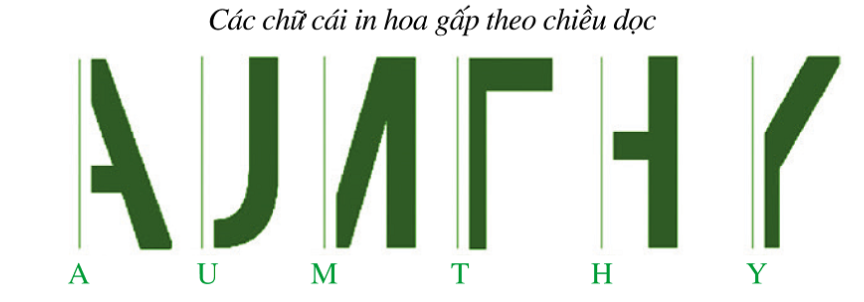 Các chữ cái in hoa gấp theo chiều dọc
A U M T H Y